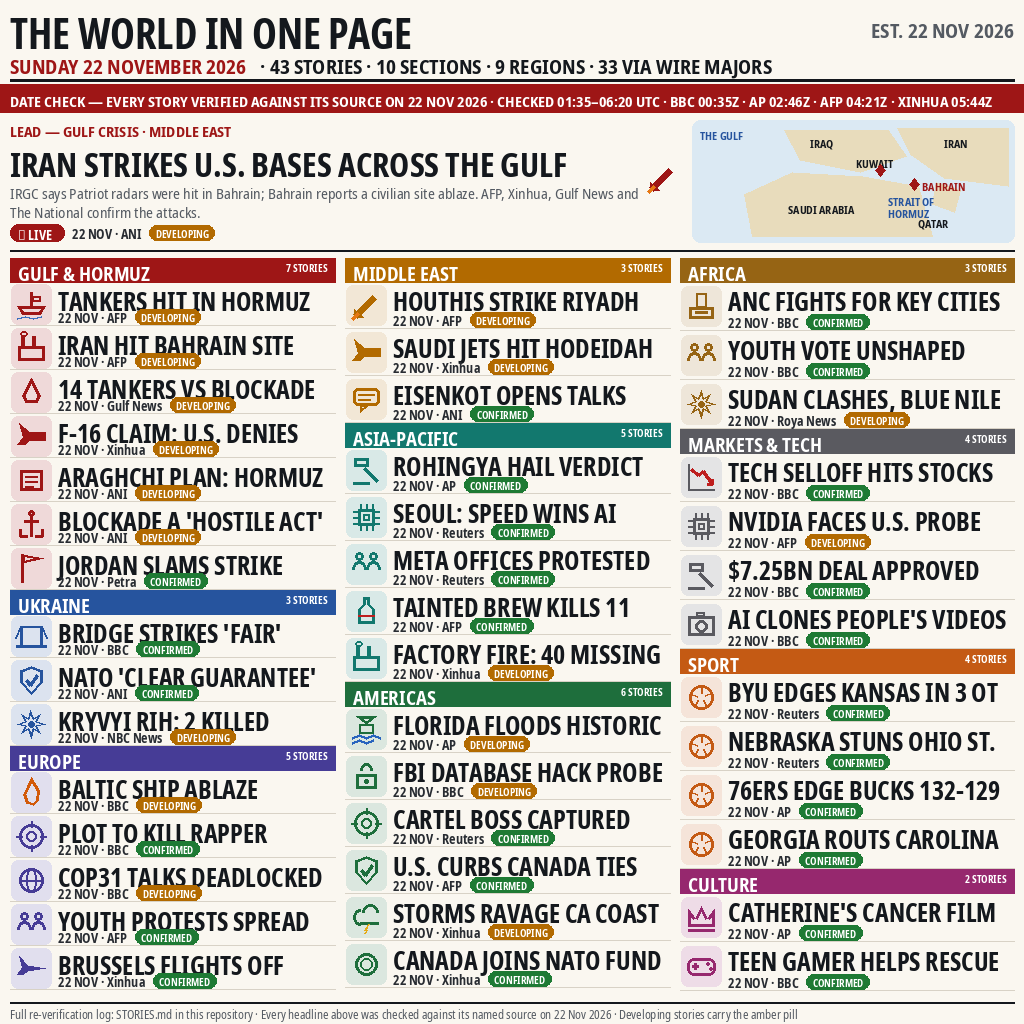 THE WORLD IN ONE PAGE
EST. 22 NOV 2026
SUNDAY 22 NOVEMBER 2026 · 43 STORIES · 10 SECTIONS · 9 REGIONS · 33 VIA WIRE MAJORS
DATE CHECK — EVERY STORY VERIFIED AGAINST ITS SOURCE ON 22 NOV 2026 · CHECKED 01:35–06:20 UTC · BBC 00:35Z · AP 02:46Z · AFP 04:21Z · XINHUA 05:44Z
LEAD — GULF CRISIS · MIDDLE EAST
IRAN STRIKES U.S. BASES ACROSS THE GULF
IRGC says Patriot radars were hit in Bahrain; Bahrain reports a civilian site ablaze. AFP, Xinhua, Gulf News and
The National confirm the attacks.
LIVE 22 NOV · ANI DEVELOPING
THE GULF
IRAQ
IRAN
KUWAIT
BAHRAIN
SAUDI ARABIA
STRAIT OF
HORMUZ
QATAR
GULF & HORMUZ 7 STORIES
TANKERS HIT IN HORMUZ
22 NOV · AFP DEVELOPING
IRAN HIT BAHRAIN SITE
22 NOV · AFP DEVELOPING
14 TANKERS VS BLOCKADE
22 NOV · Gulf News DEVELOPING
F-16 CLAIM: U.S. DENIES
22 NOV · Xinhua DEVELOPING
ARAGHCHI PLAN: HORMUZ
22 NOV · ANI DEVELOPING
BLOCKADE A 'HOSTILE ACT'
22 NOV · ANI DEVELOPING
JORDAN SLAMS STRIKE
22 NOV · Petra CONFIRMED
UKRAINE 3 STORIES
BRIDGE STRIKES 'FAIR'
22 NOV · BBC CONFIRMED
NATO 'CLEAR GUARANTEE'
22 NOV · ANI CONFIRMED
KRYVYI RIH: 2 KILLED
22 NOV · NBC News DEVELOPING
EUROPE 5 STORIES
BALTIC SHIP ABLAZE
22 NOV · BBC DEVELOPING
PLOT TO KILL RAPPER
22 NOV · BBC CONFIRMED
COP31 TALKS DEADLOCKED
22 NOV · BBC DEVELOPING
YOUTH PROTESTS SPREAD
22 NOV · AFP CONFIRMED
BRUSSELS FLIGHTS OFF
22 NOV · Xinhua CONFIRMED
MIDDLE EAST 3 STORIES
HOUTHIS STRIKE RIYADH
22 NOV · AFP DEVELOPING
SAUDI JETS HIT HODEIDAH
22 NOV · Xinhua DEVELOPING
EISENKOT OPENS TALKS
22 NOV · ANI CONFIRMED
ASIA-PACIFIC 5 STORIES
ROHINGYA HAIL VERDICT
22 NOV · AP CONFIRMED
SEOUL: SPEED WINS AI
22 NOV · Reuters CONFIRMED
META OFFICES PROTESTED
22 NOV · Reuters CONFIRMED
TAINTED BREW KILLS 11
22 NOV · AFP CONFIRMED
FACTORY FIRE: 40 MISSING
22 NOV · Xinhua DEVELOPING
AMERICAS 6 STORIES
FLORIDA FLOODS HISTORIC
22 NOV · AP DEVELOPING
FBI DATABASE HACK PROBE
22 NOV · BBC DEVELOPING
CARTEL BOSS CAPTURED
22 NOV · Reuters CONFIRMED
U.S. CURBS CANADA TIES
22 NOV · AFP CONFIRMED
STORMS RAVAGE CA COAST
22 NOV · Xinhua DEVELOPING
CANADA JOINS NATO FUND
22 NOV · Xinhua CONFIRMED
AFRICA 3 STORIES
ANC FIGHTS FOR KEY CITIES
22 NOV · BBC CONFIRMED
YOUTH VOTE UNSHAPED
22 NOV · BBC CONFIRMED
SUDAN CLASHES, BLUE NILE
22 NOV · Roya News DEVELOPING
MARKETS & TECH 4 STORIES
TECH SELLOFF HITS STOCKS
22 NOV · BBC CONFIRMED
NVIDIA FACES U.S. PROBE
22 NOV · AFP DEVELOPING
$7.25BN DEAL APPROVED
22 NOV · BBC CONFIRMED
AI CLONES PEOPLE'S VIDEOS
22 NOV · BBC CONFIRMED
SPORT 4 STORIES
BYU EDGES KANSAS IN 3 OT
22 NOV · Reuters CONFIRMED
NEBRASKA STUNS OHIO ST.
22 NOV · Reuters CONFIRMED
76ERS EDGE BUCKS 132-129
22 NOV · AP CONFIRMED
GEORGIA ROUTS CAROLINA
22 NOV · AP CONFIRMED
CULTURE 2 STORIES
CATHERINE'S CANCER FILM
22 NOV · AP CONFIRMED
TEEN GAMER HELPS RESCUE
22 NOV · BBC CONFIRMED
Full re-verification log: STORIES.md in this repository · Every headline above was checked against its named source on 22 Nov 2026 · Developing stories carry the amber pill